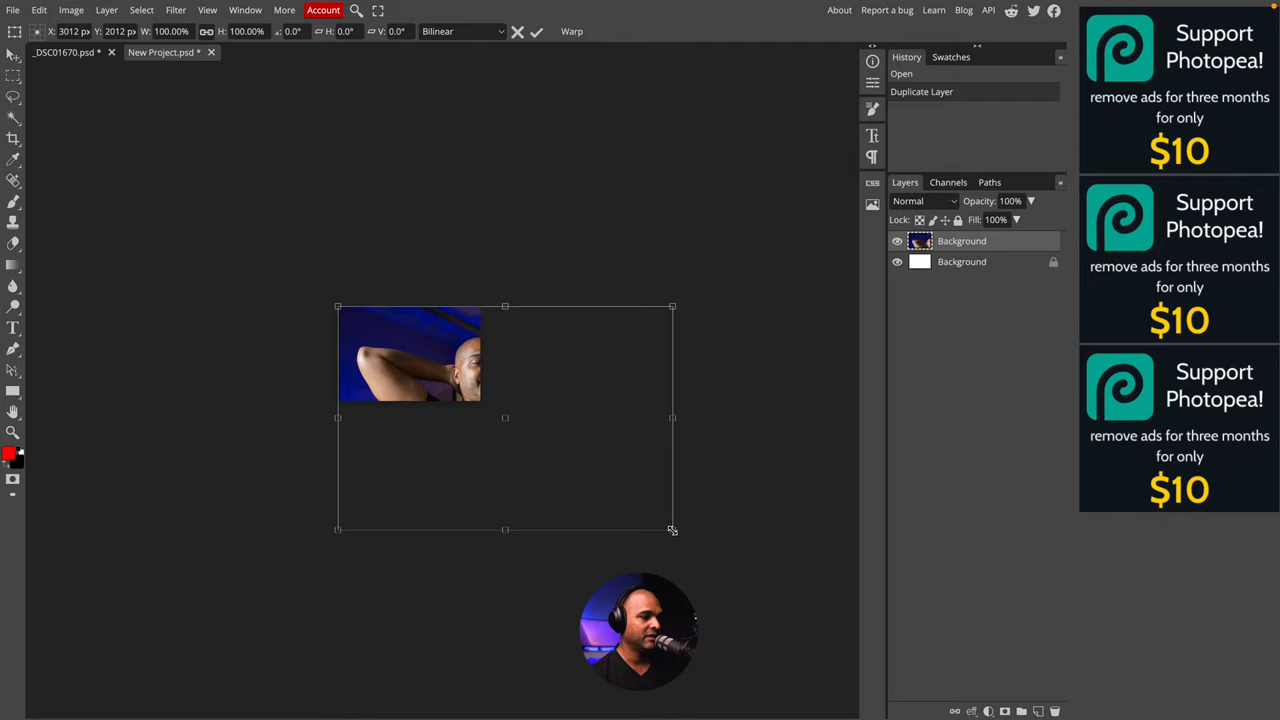 File Edit Image Layer Select Filter View Window More Account About Report a bug Learn Blog API
X: 3012 px Y: 2012 px W: 100.00% H: 100.00% 0.0° H: 0.0° V: 0.0° Bilinear Warp
_DSC01670.psd * New Project.psd *
History Swatches
Open
Duplicate Layer
Tt
CSS
Layers Channels Paths
Normal Opacity: 100%
Lock: Fill: 100%
Background
Background
eff
Support
Photopea!
remove ads for three months
for only
$10
Support
Photopea!
remove ads for three months
for only
$10
Support
Photopea!
remove ads for three months
for only
$10